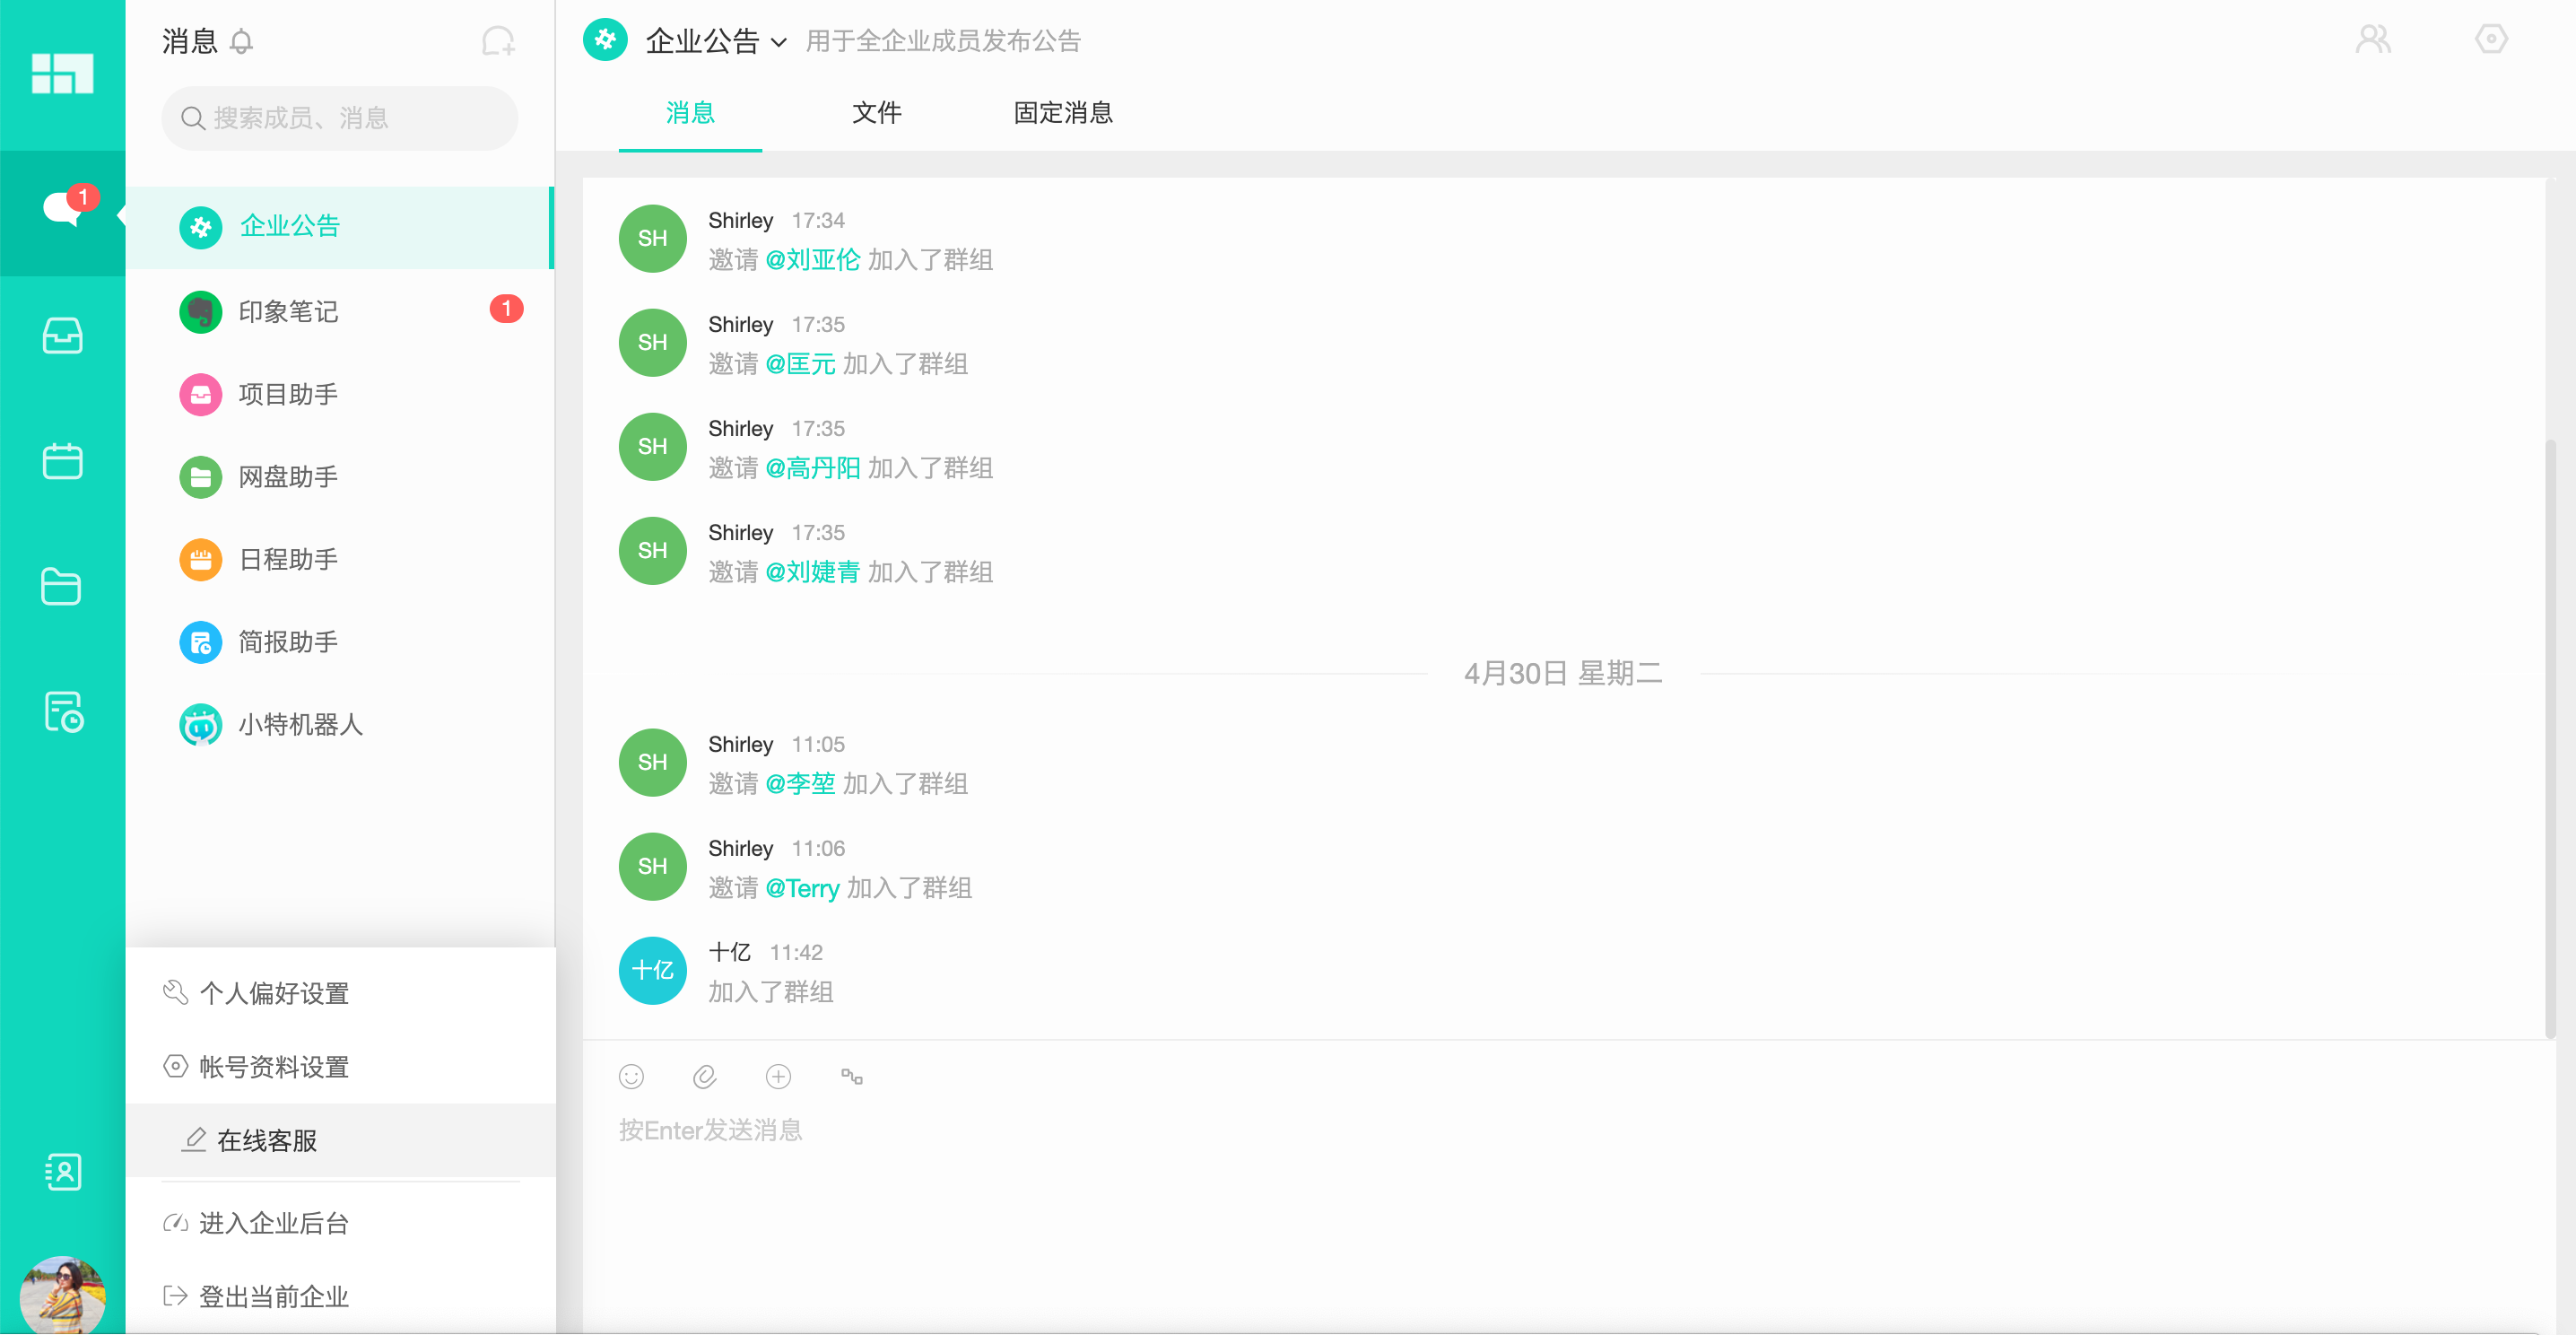 消息
搜索成员、消息
1
企业公告
印象笔记
1
项目助手
网盘助手
日程助手
简报助手
小特机器人
个人偏好设置
帐号资料设置
在线客服
进入企业后台
登出当前企业
企业公告 用于全企业成员发布公告
消息 文件 固定消息
SH
Shirley 17:34
邀请 @刘亚伦 加入了群组
SH
Shirley 17:35
邀请 @匡元 加入了群组
SH
Shirley 17:35
邀请 @高丹阳 加入了群组
SH
Shirley 17:35
邀请 @刘婕青 加入了群组
4月30日 星期二
SH
Shirley 11:05
邀请 @李堃 加入了群组
SH
Shirley 11:06
邀请 @Terry 加入了群组
十亿
十亿 11:42
加入了群组
按Enter发送消息